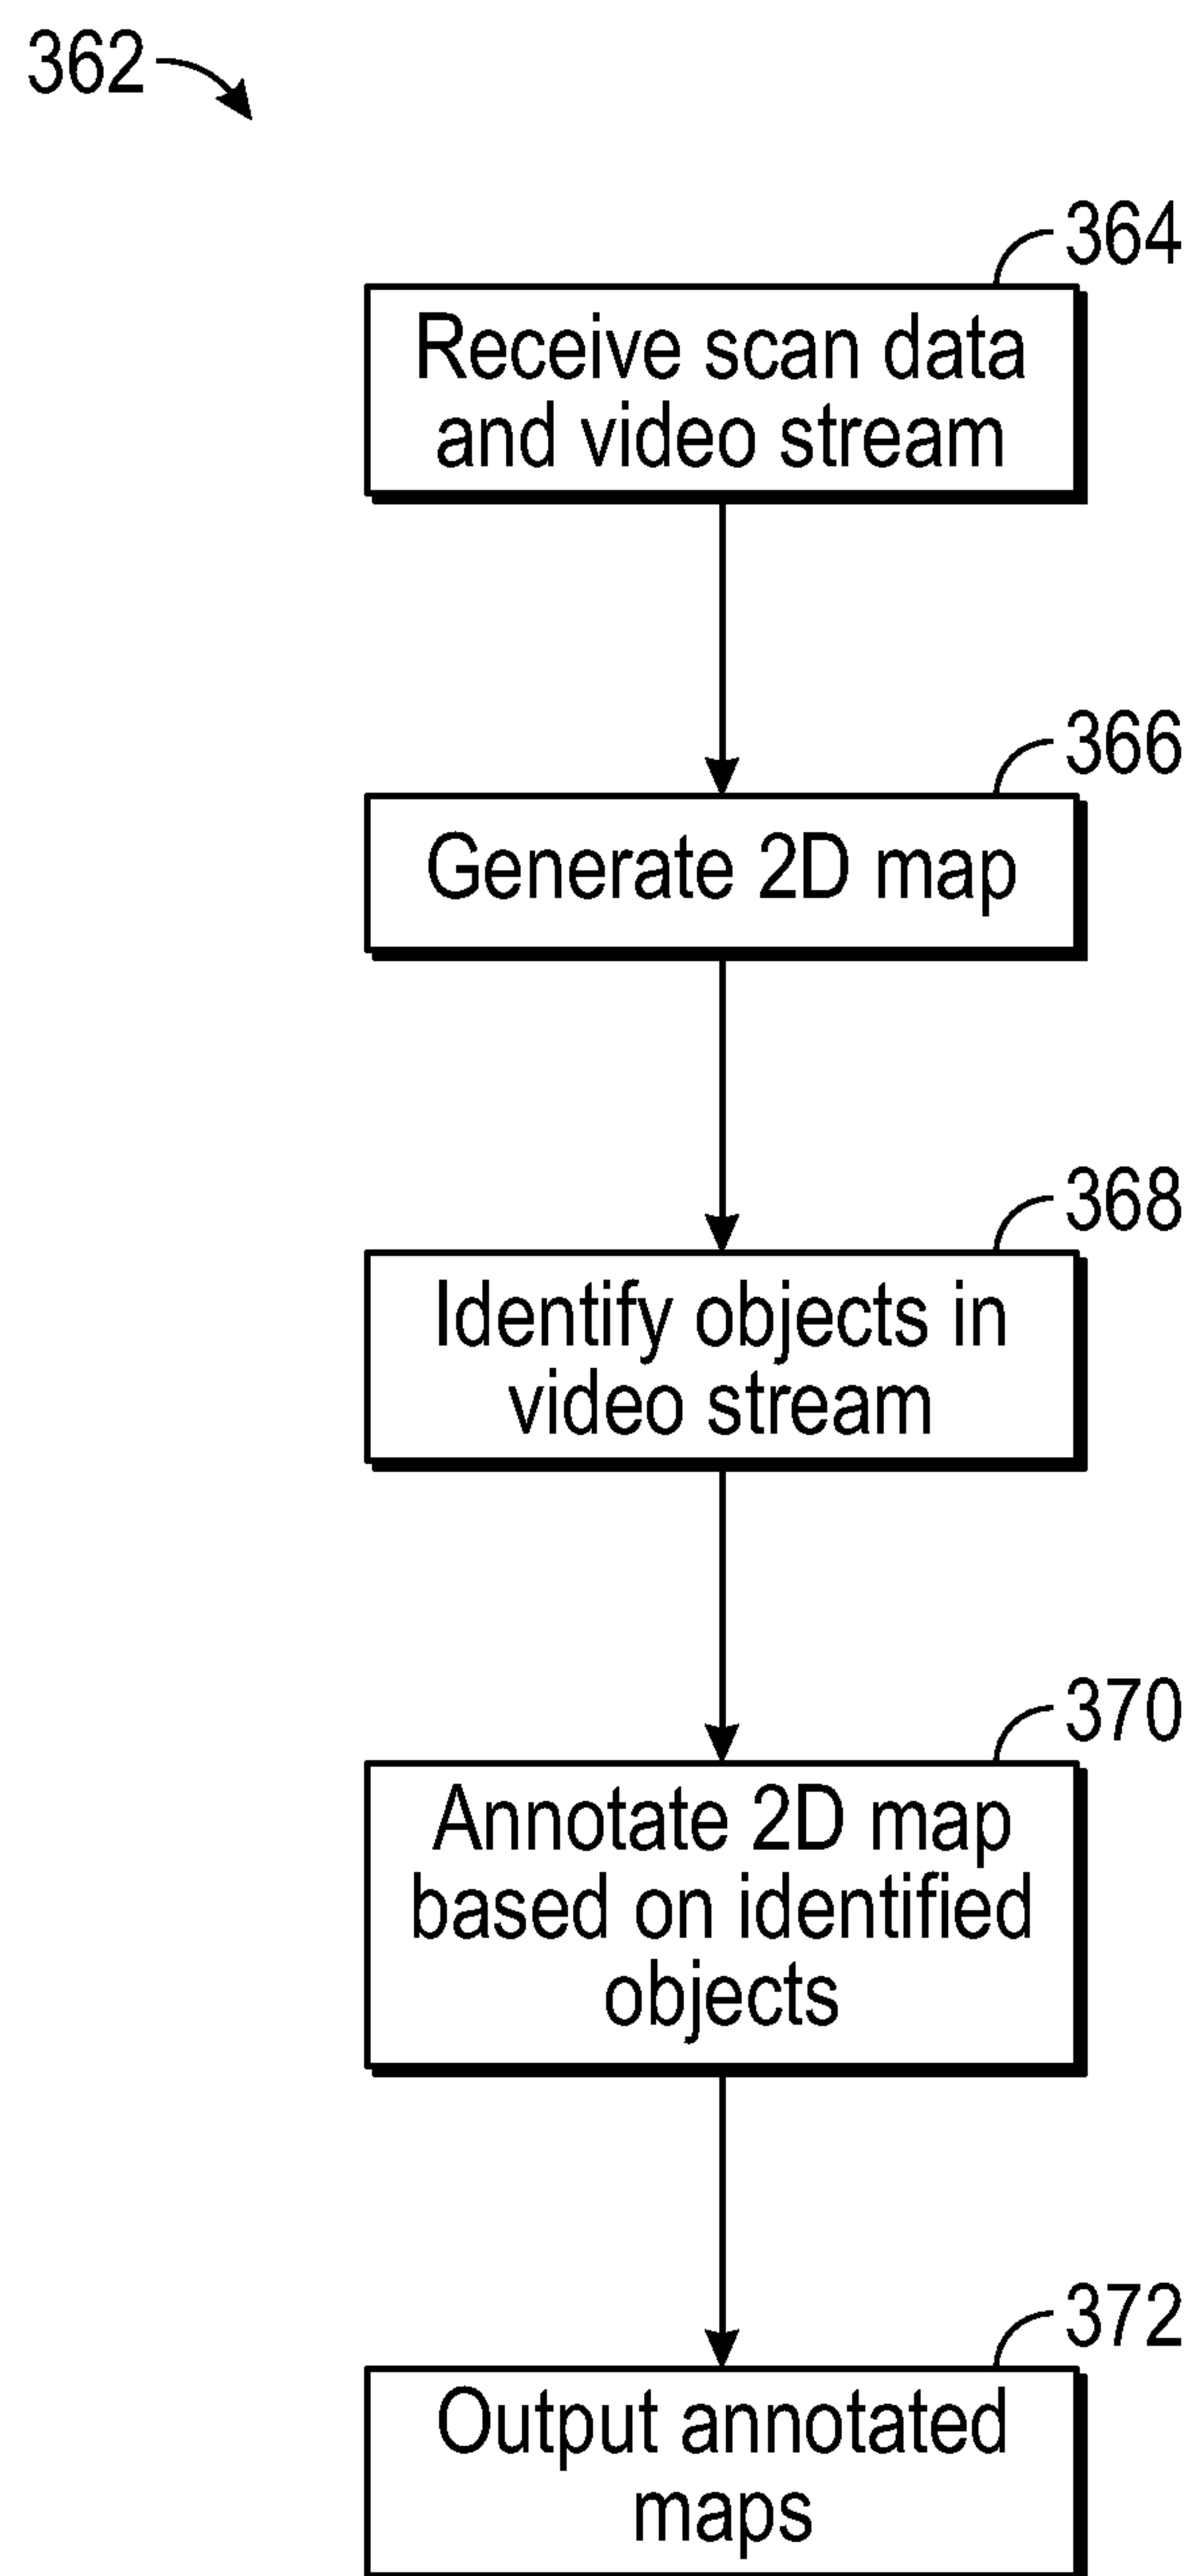 362
364
Receive scan data
and video stream
366
Generate 2D map
368
Identify objects in
video stream
370
Annotate 2D map
based on identified
objects
372
Output annotated
maps